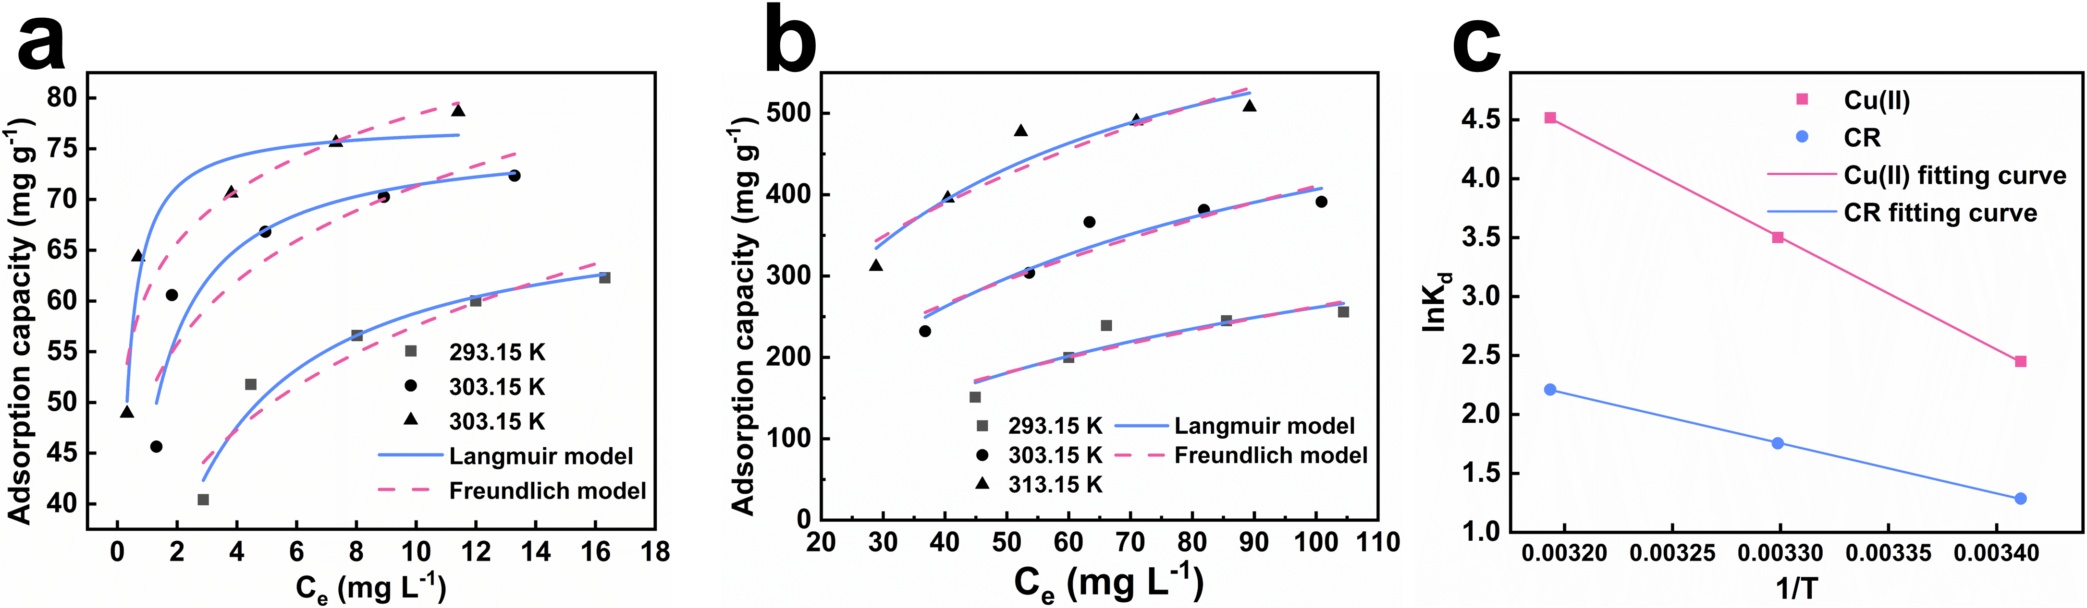 a
80
75
70
65
60
55
50
45
40
Adsorption capacity (mg g⁻¹)
293.15 K
303.15 K
303.15 K
Langmuir model
Freundlich model
0 2 4 6 8 10 12 14 16 18
Cₑ (mg L⁻¹)
b
500
400
300
200
100
0
Adsorption capacity (mg g⁻¹)
293.15 K Langmuir model
303.15 K Freundlich model
313.15 K
20 30 40 50 60 70 80 90 100 110
Cₑ (mg L⁻¹)
c
4.5
4.0
3.5
3.0
2.5
2.0
1.5
1.0
lnK_d
Cu(II)
CR
Cu(II) fitting curve
CR fitting curve
0.00320 0.00325 0.00330 0.00335 0.00340
1/T